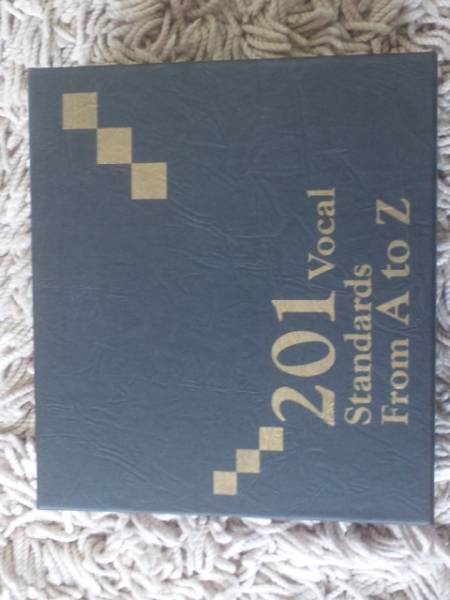 201 Vocal
Standards
From A to Z